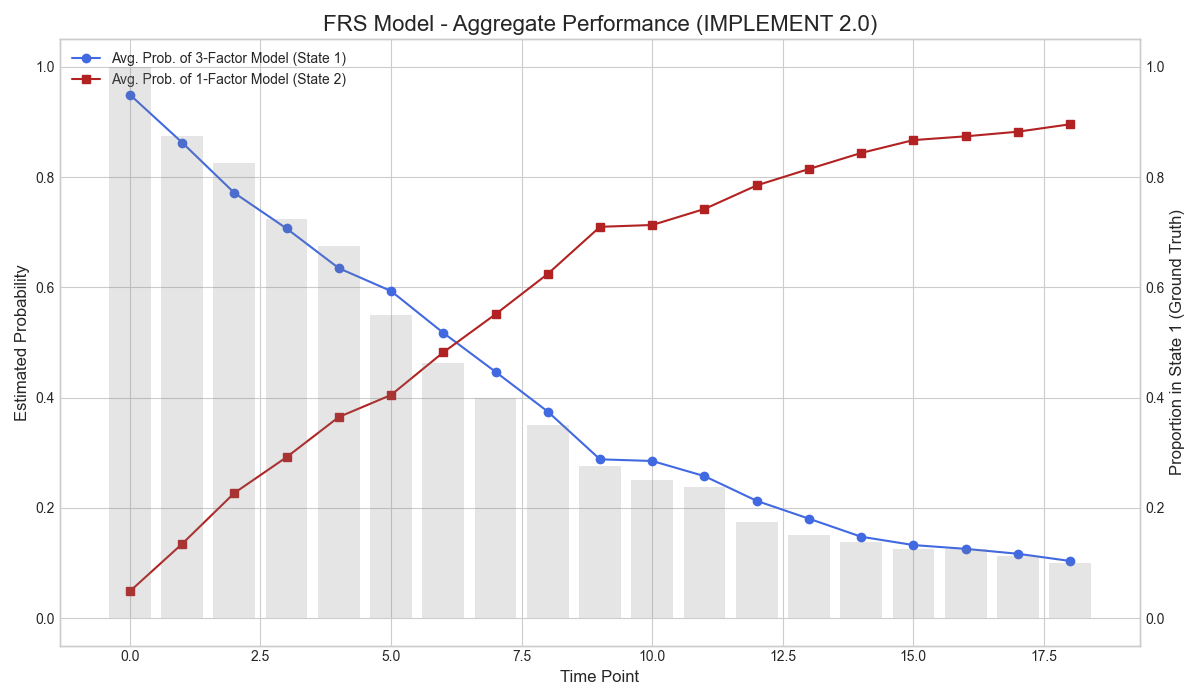 FRS Model - Aggregate Performance (IMPLEMENT 2.0)
Avg. Prob. of 3-Factor Model (State 1)
Avg. Prob. of 1-Factor Model (State 2)
Estimated Probability
1.0
0.8
0.6
0.4
0.2
0.0
1.0
0.8
0.6
0.4
0.2
0.0
Proportion in State 1 (Ground Truth)
0.0 2.5 5.0 7.5 10.0 12.5 15.0 17.5
Time Point